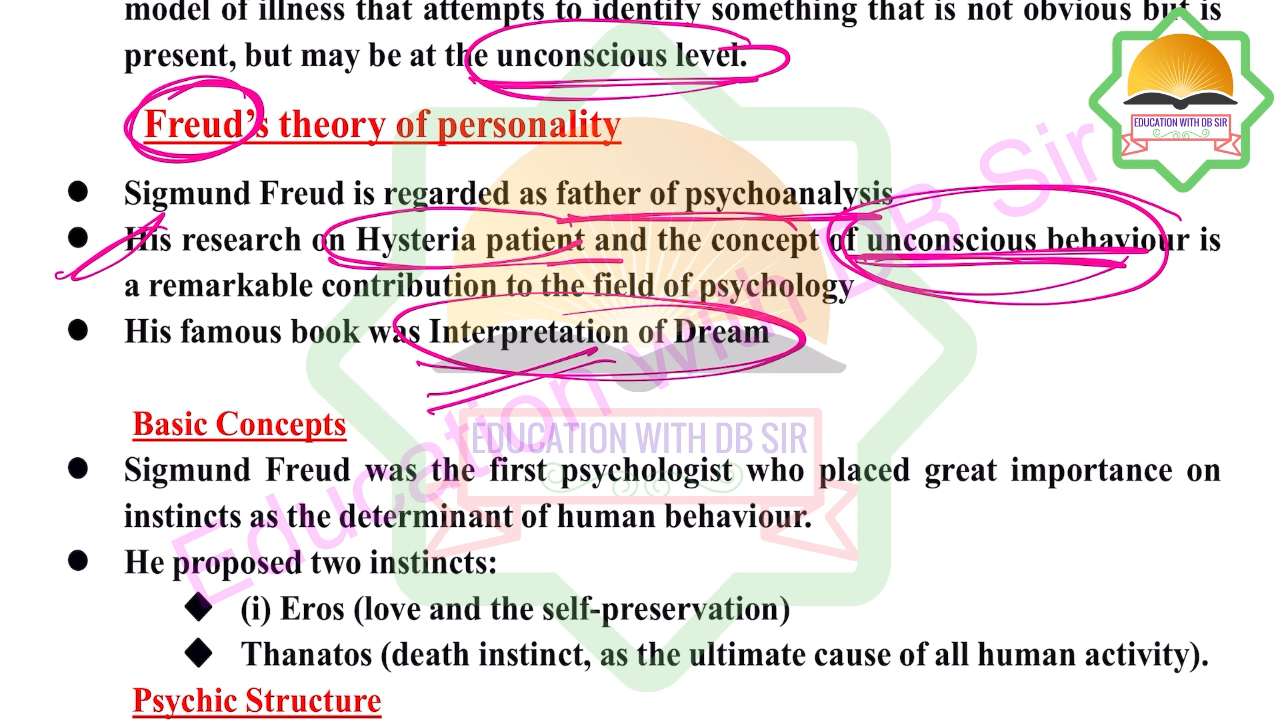 model of illness that attempts to identify something that is not obvious but is
present, but may be at the unconscious level.
Freud's theory of personality
● Sigmund Freud is regarded as father of psychoanalysis
● His research on Hysteria patient and the concept of unconscious behaviour is
a remarkable contribution to the field of psychology
● His famous book was Interpretation of Dream
Basic Concepts
● Sigmund Freud was the first psychologist who placed great importance on
instincts as the determinant of human behaviour.
● He proposed two instincts:
◆ (i) Eros (love and the self-preservation)
◆ Thanatos (death instinct, as the ultimate cause of all human activity).
Psychic Structure
EDUCATION WITH DB SIR
EDUCATION WITH DB SIR
Education with DB Sir